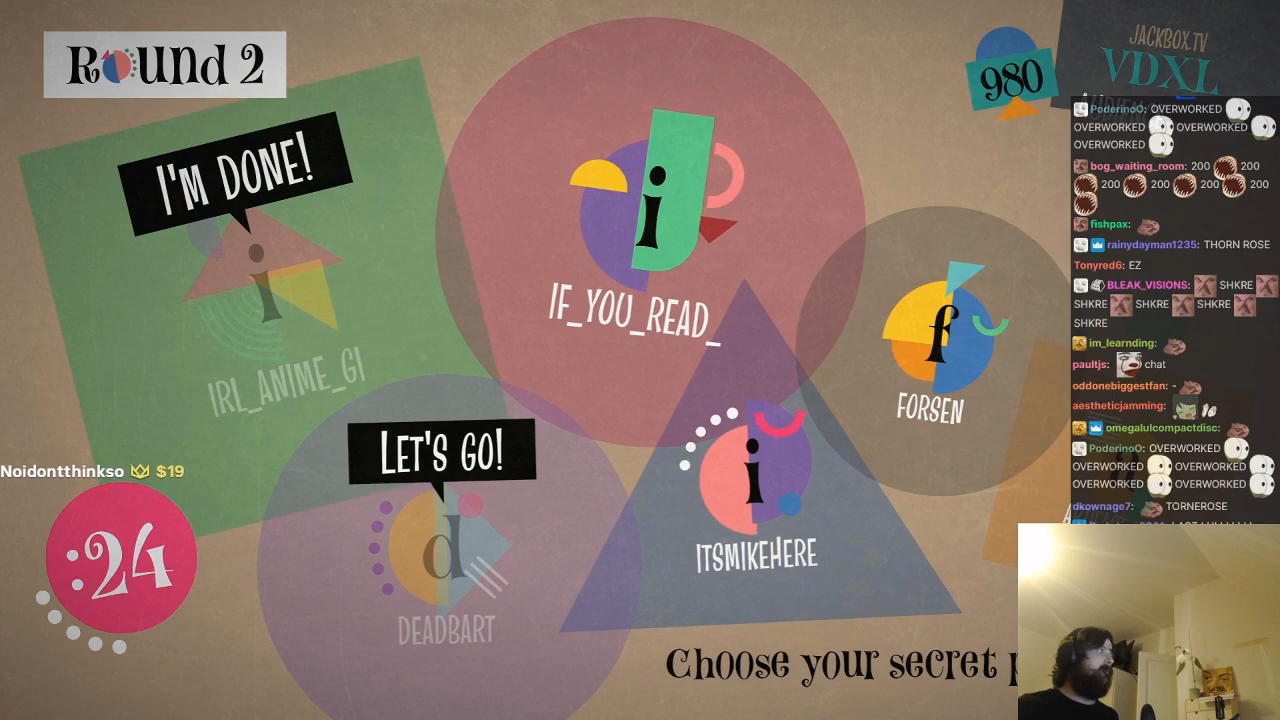 Round 2
980
JACKBOX.TV
VDXL
I'M DONE!
i
IRL_ANIME_GI
i
IF_YOU_READ_
f
FORSEN
LET'S GO!
d
DEADBART
i
ITSMIKEHERE
Noidontthinkso $19
:24
Choose your secret
PoderinoO: OVERWORKED
OVERWORKED OVERWORKED
OVERWORKED
bog_waiting_room: 200 200
200 200 200 200
fishpax:
rainydayman1235: THORN ROSE
Tonyred6: EZ
BLEAK_VISIONS: SHKRE
SHKRE SHKRE SHKRE
SHKRE
im_learnding:
paultjs: chat
oddonebiggestfan: -
aestheticjamming:
omegalulcompactdisc:
PoderinoO: OVERWORKED
OVERWORKED OVERWORKED
OVERWORKED OVERWORKED
dkownage7: TORNEROSE